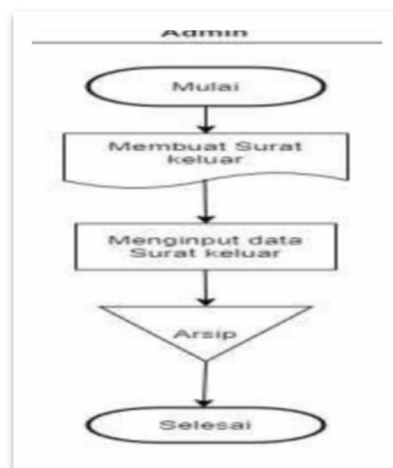 Admin
Mulai
Membuat Surat
keluar
Menginput data
Surat keluar
Arsip
Selesai